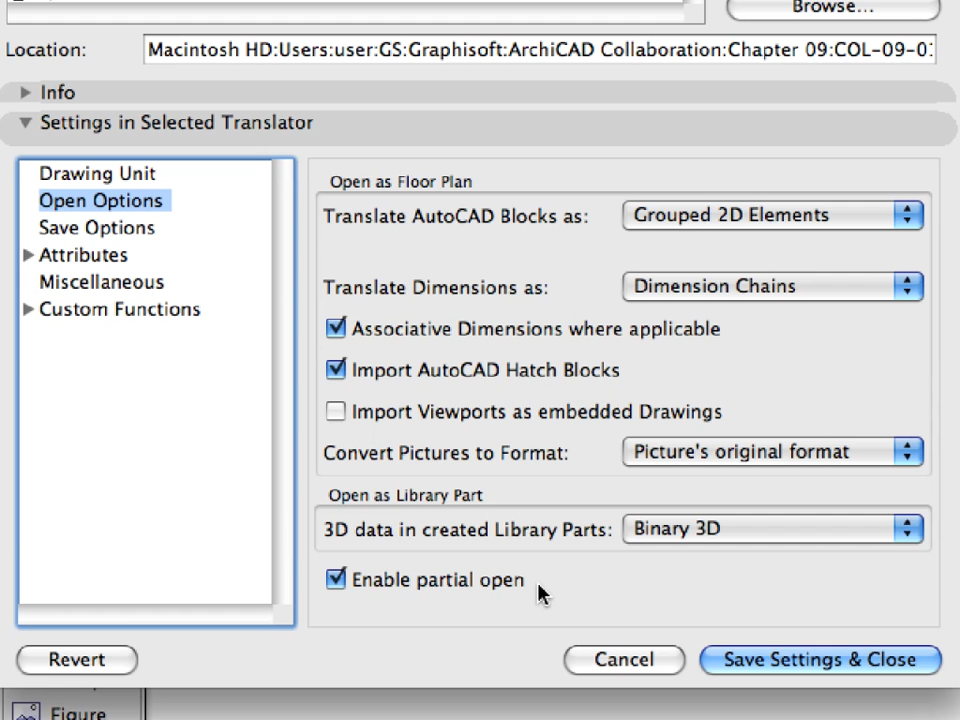 Browse...
Location: Macintosh HD:Users:user:GS:Graphisoft:ArchiCAD Collaboration:Chapter 09:COL-09-01
Info
Settings in Selected Translator
Drawing Unit
Open Options
Save Options
Attributes
Miscellaneous
Custom Functions
Open as Floor Plan
Translate AutoCAD Blocks as: Grouped 2D Elements
Translate Dimensions as: Dimension Chains
Associative Dimensions where applicable
Import AutoCAD Hatch Blocks
Import Viewports as embedded Drawings
Convert Pictures to Format: Picture's original format
Open as Library Part
3D data in created Library Parts: Binary 3D
Enable partial open
Revert Cancel Save Settings & Close
Figure